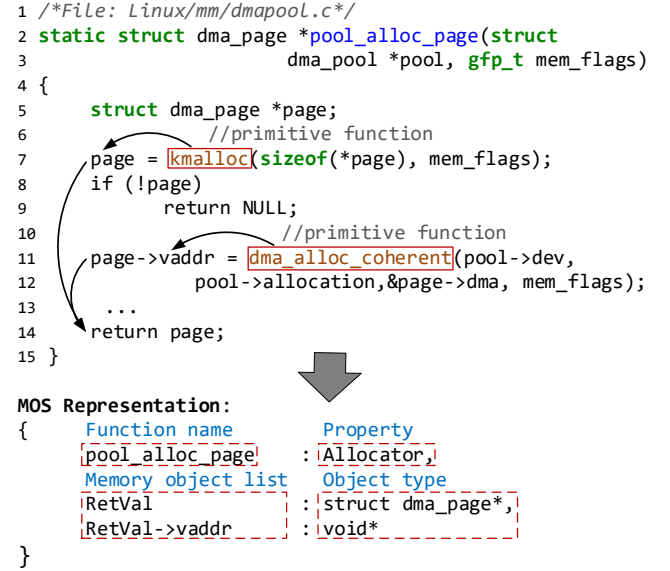 1 /*File: Linux/mm/dmapool.c*/
2 static struct dma_page *pool_alloc_page(struct
3 dma_pool *pool, gfp_t mem_flags)
4 {
5 struct dma_page *page;
6 //primitive function
7 page = kmalloc(sizeof(*page), mem_flags);
8 if (!page)
9 return NULL;
10 //primitive function
11 page->vaddr = dma_alloc_coherent(pool->dev,
12 pool->allocation,&page->dma, mem_flags);
13 ...
14 return page;
15 }
MOS Representation:
{ Function name Property
pool_alloc_page : Allocator,
Memory object list Object type
RetVal : struct dma_page*,
RetVal->vaddr : void*
}